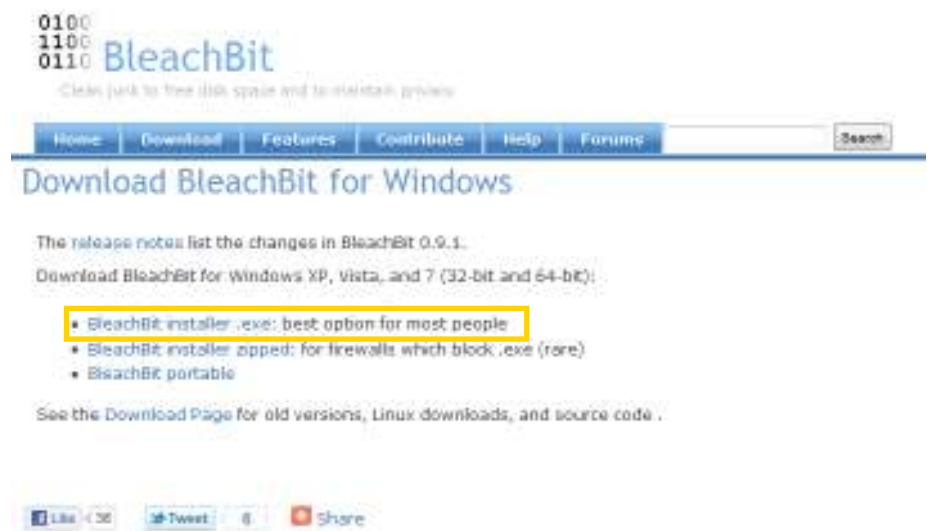 0100
1100
0110 BleachBit
Clean junk to free disk space and to maintain privacy
Home Download Features Contribute Help Forums Search
Download BleachBit for Windows
The release notes list the changes in BleachBit 0.9.1.
Download BleachBit for Windows XP, Vista, and 7 (32-bit and 64-bit):
• BleachBit installer .exe: best option for most people
• BleachBit installer zipped: for firewalls which block .exe (rare)
• BleachBit portable
See the Download Page for old versions, Linux downloads, and source code .
Like 36 Tweet 6 Share